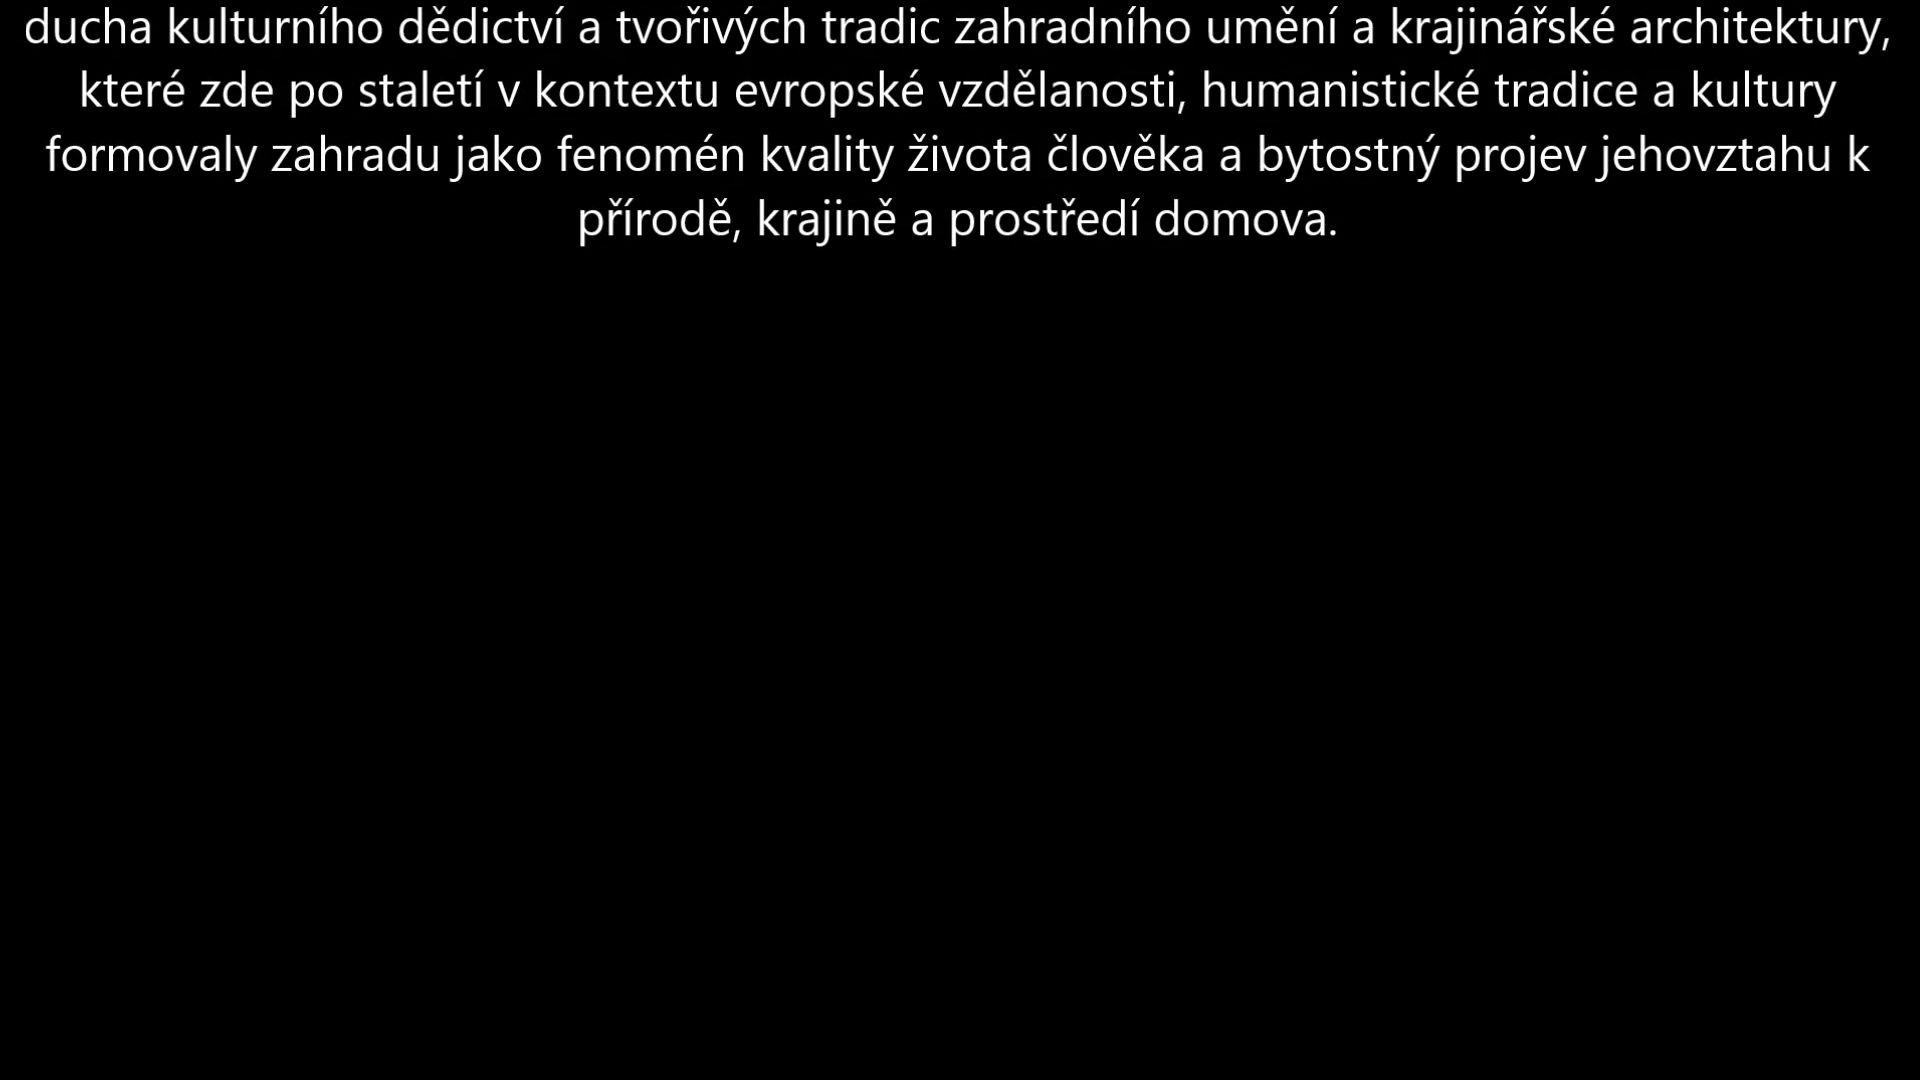 ducha kulturního dědictví a tvořivých tradic zahradního umění a krajinářské architektury,
které zde po staletí v kontextu evropské vzdělanosti, humanistické tradice a kultury
formovaly zahradu jako fenomén kvality života člověka a bytostný projev jehovztahu k
přírodě, krajině a prostředí domova.